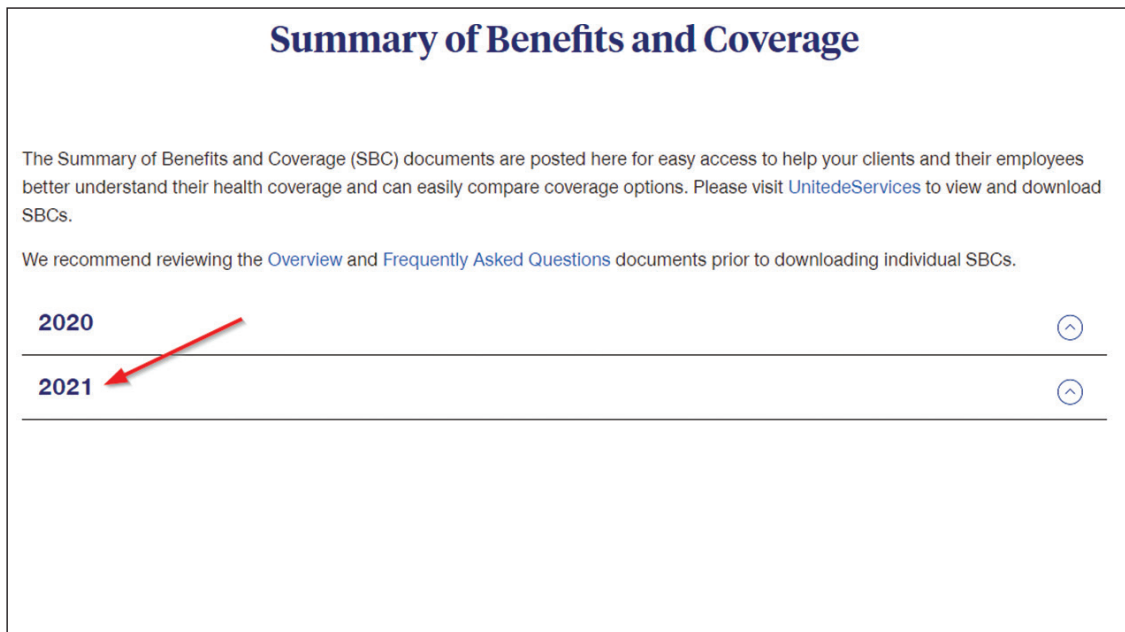 Summary of Benefits and Coverage
The Summary of Benefits and Coverage (SBC) documents are posted here for easy access to help your clients and their employees
better understand their health coverage and can easily compare coverage options. Please visit UnitedeServices to view and download
SBCs.
We recommend reviewing the Overview and Frequently Asked Questions documents prior to downloading individual SBCs.
2020
2021